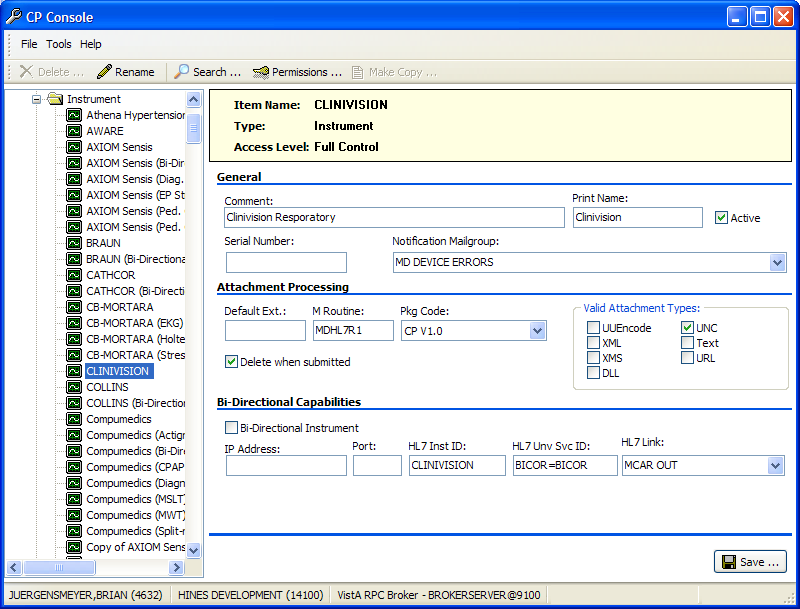 CP Console
File Tools Help
Delete ... Rename Search ... Permissions ... Make Copy ...
Instrument
Athena Hypertension
AWARE
AXIOM Sensis
AXIOM Sensis (Bi-Dir
AXIOM Sensis (Diag.
AXIOM Sensis (EP St
AXIOM Sensis (Ped.
AXIOM Sensis (Ped.
BRAUN
BRAUN (Bi-Directiona
CATHCOR
CATHCOR (Bi-Directi
CB-MORTARA
CB-MORTARA (EKG)
CB-MORTARA (Holte
CB-MORTARA (Stres
CLINIVISION
COLLINS
COLLINS (Bi-Direction
Compumedics
Compumedics (Actigr
Compumedics (Bi-Dire
Compumedics (CPAP
Compumedics (Diagn
Compumedics (MSLT)
Compumedics (MWT)
Compumedics (Split-n
Copy of AXIOM Sens
Item Name: CLINIVISION
Type: Instrument
Access Level: Full Control
General
Comment: Print Name:
Clinivision Resporatory Clinivision Active
Serial Number: Notification Mailgroup:
MD DEVICE ERRORS
Attachment Processing
Default Ext.: M Routine: Pkg Code:
MDHL7R1 CP V1.0
Delete when submitted
Valid Attachment Types:
UUEncode UNC
XML Text
XMS URL
DLL
Bi-Directional Capabilities
Bi-Directional Instrument
IP Address: Port: HL7 Inst ID: HL7 Unv Svc ID: HL7 Link:
CLINIVISION BICOR=BICOR MCAR OUT
Save ...
JUERGENSMEYER,BRIAN (4632) HINES DEVELOPMENT (14100) VistA RPC Broker - BROKERSERVER@9100